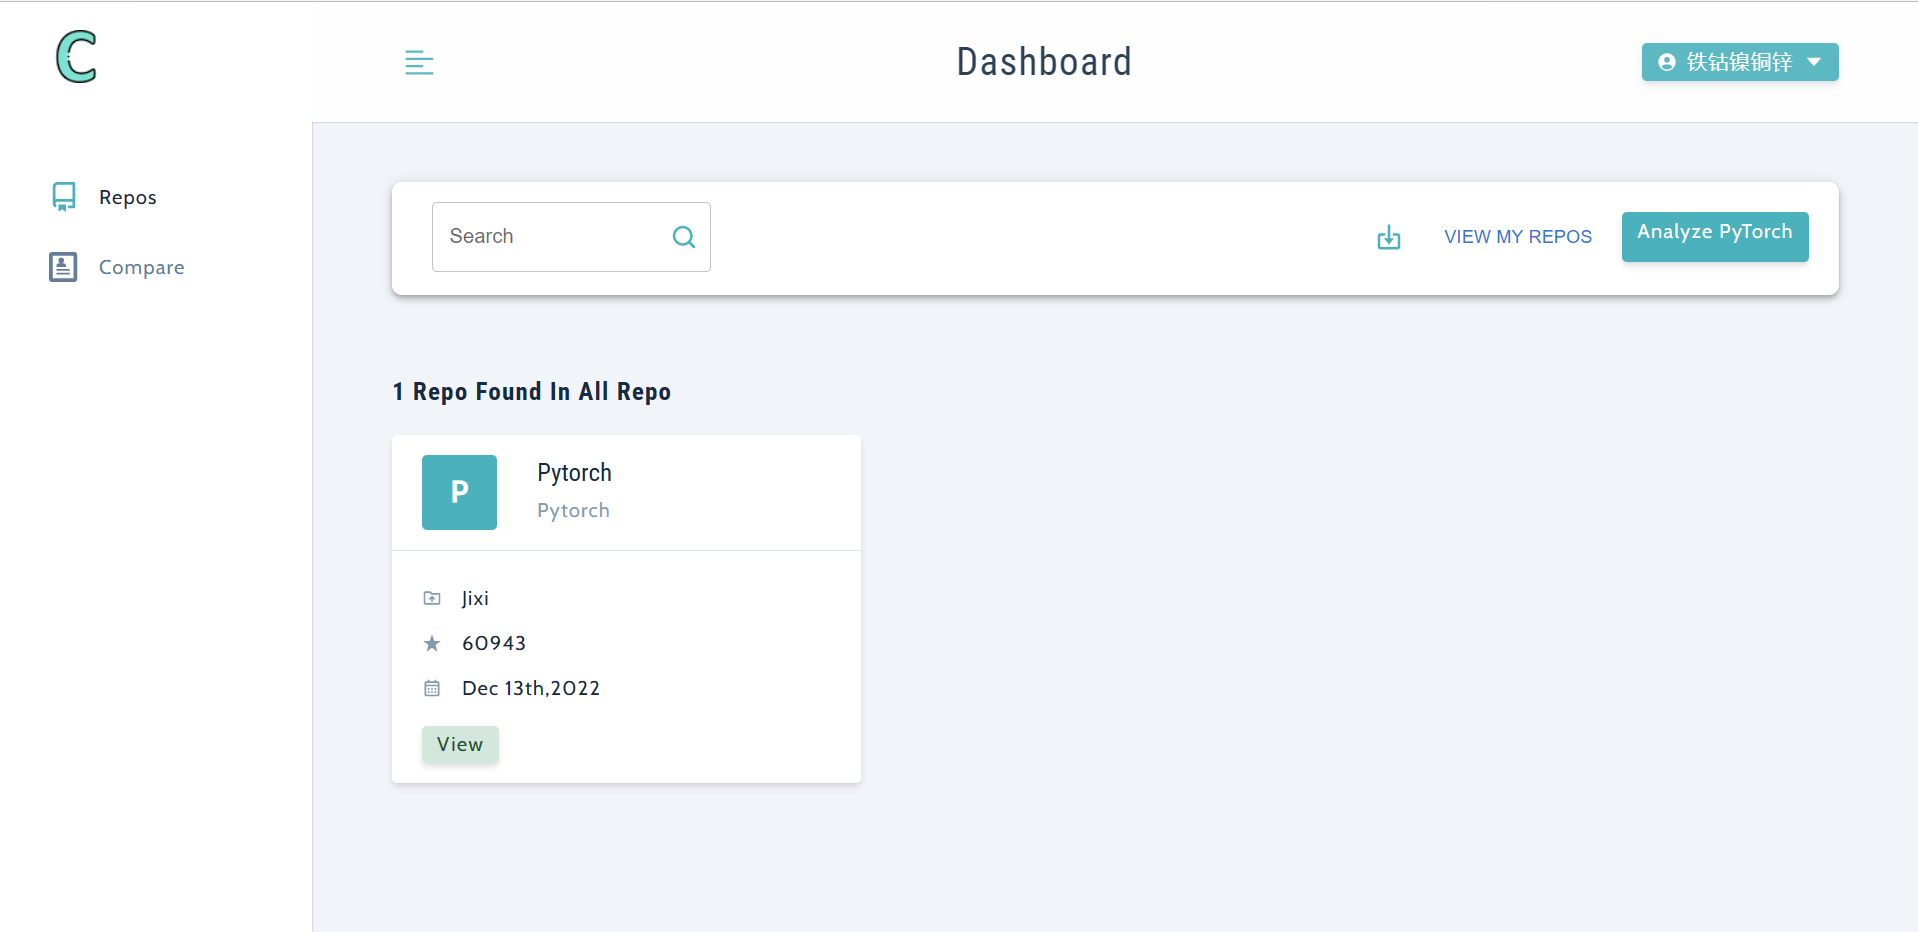 C
Dashboard
铁钴镍铜锌
Repos
Compare
Search
VIEW MY REPOS
Analyze PyTorch
1 Repo Found In All Repo
P
Pytorch
Pytorch
Jixi
60943
Dec 13th,2022
View